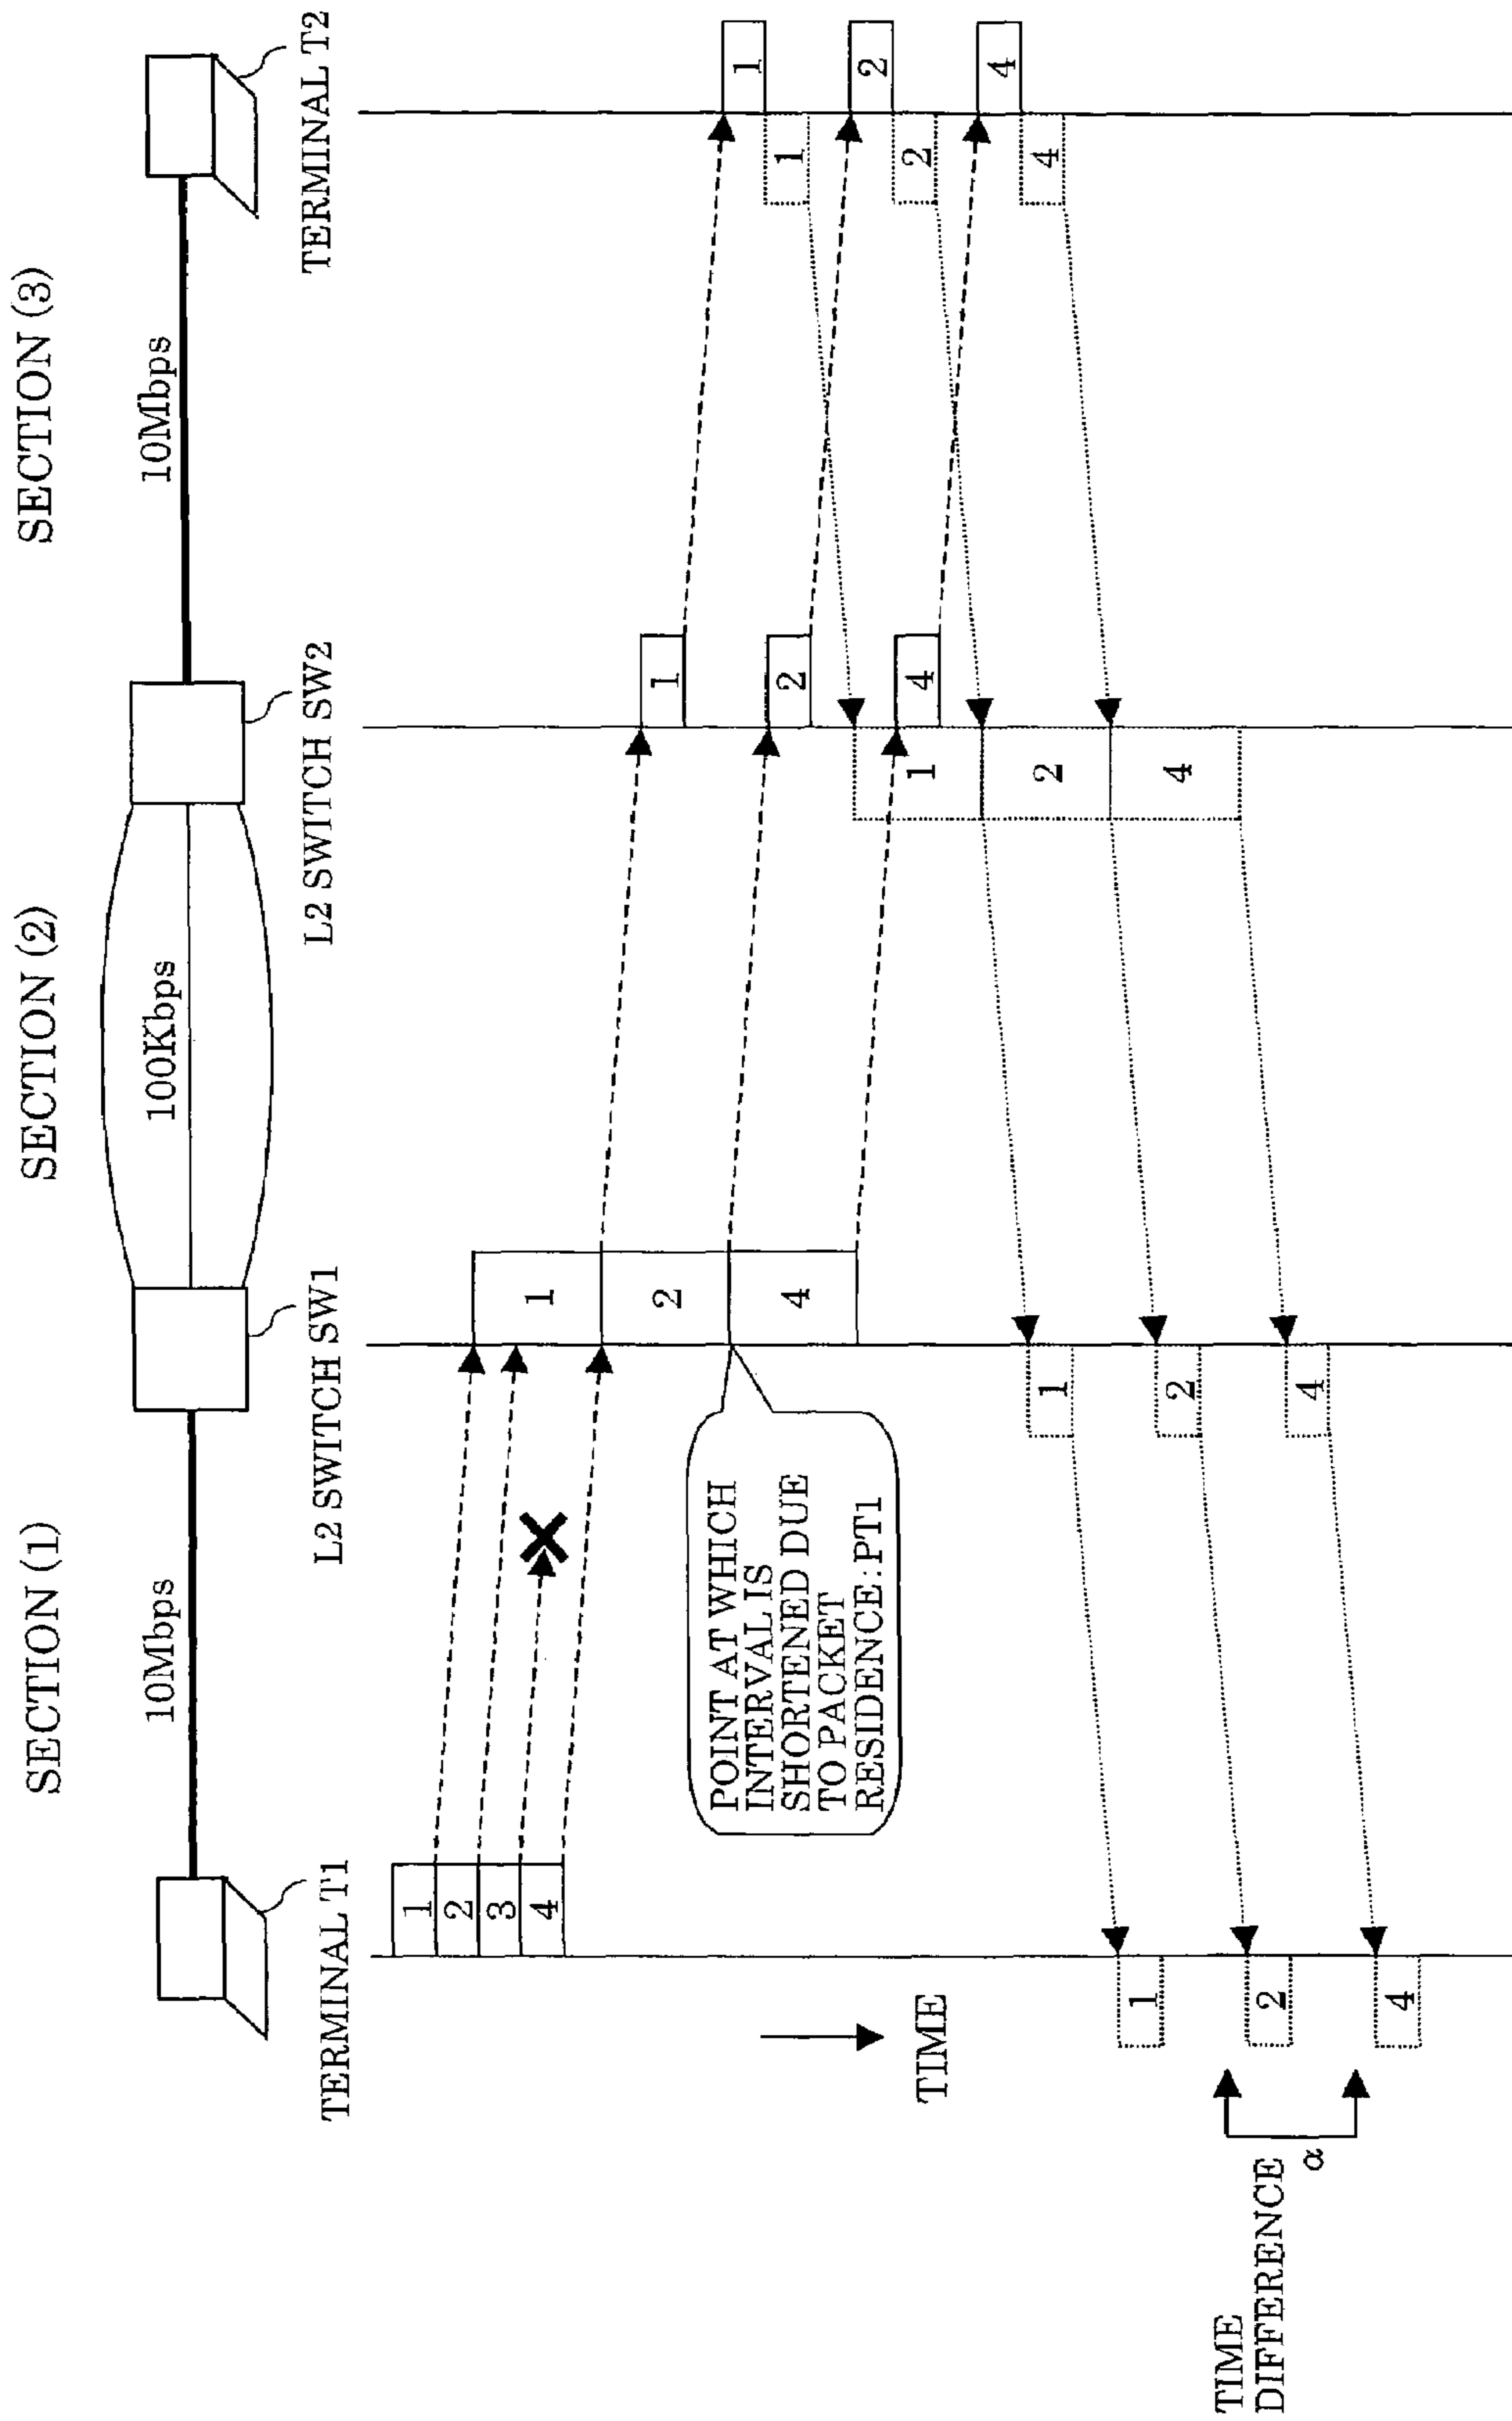 SECTION (1)
SECTION (2)
SECTION (3)
10Mbps
100Kbps
10Mbps
TERMINAL T1
L2 SWITCH SW1
L2 SWITCH SW2
TERMINAL T2
1
2
3
4
1
2
4
1
2
4
1
2
4
POINT AT WHICH
INTERVAL IS
SHORTENED DUE
TO PACKET
RESIDENCE:PT1
1
2
4
1
2
4
1
2
4
TIME
1
2
4
TIME
DIFFERENCE
α